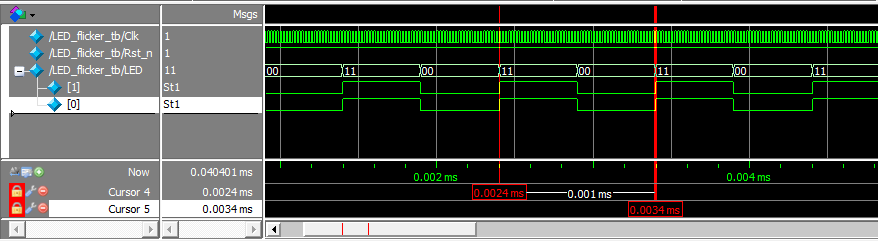 Msgs
/LED_flicker_tb/Clk 1
/LED_flicker_tb/Rst_n 1
/LED_flicker_tb/LED 11 00 11 00 11 00 11 00 11
[1] St1
[0] St1
Now 0.040401 ms 0.002 ms 0.004 ms
Cursor 4 0.0024 ms 0.0024 ms 0.001 ms
Cursor 5 0.0034 ms 0.0034 ms